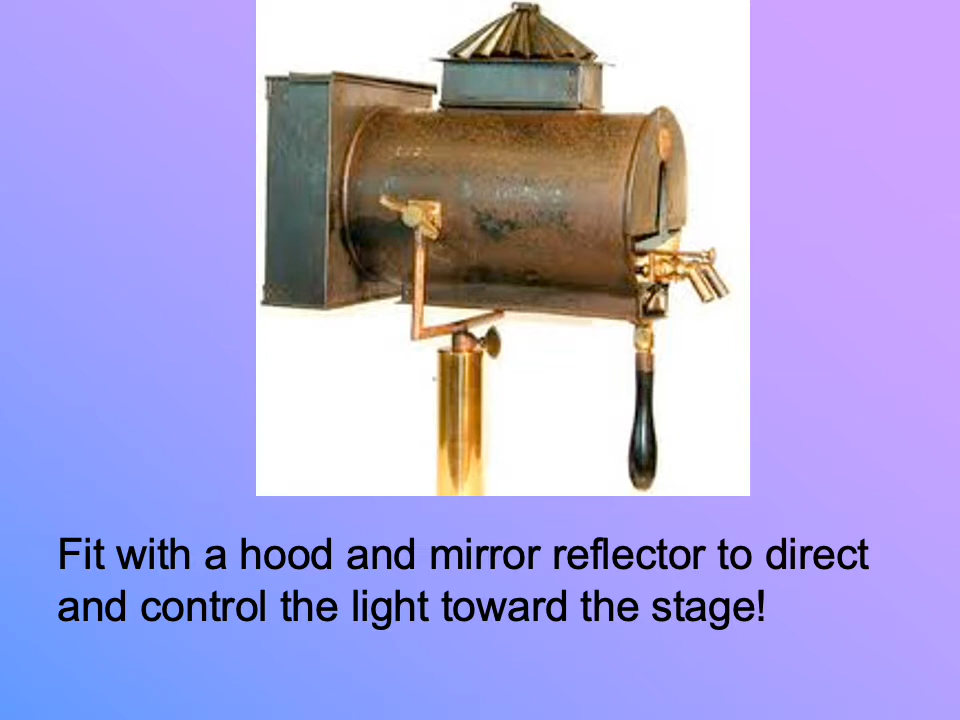 Fit with a hood and mirror reflector to direct
and control the light toward the stage!